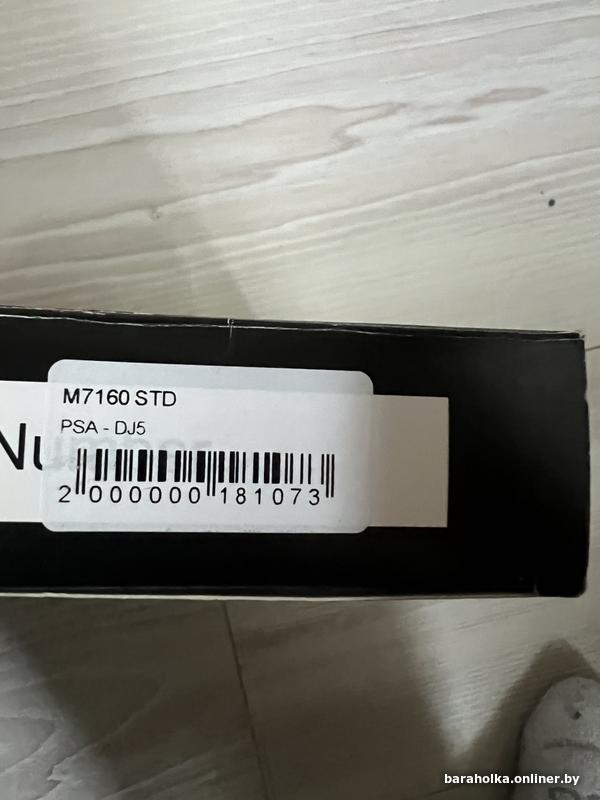 M7160 STD
PSA - DJ5
2 000000 181073
baraholka.onliner.by